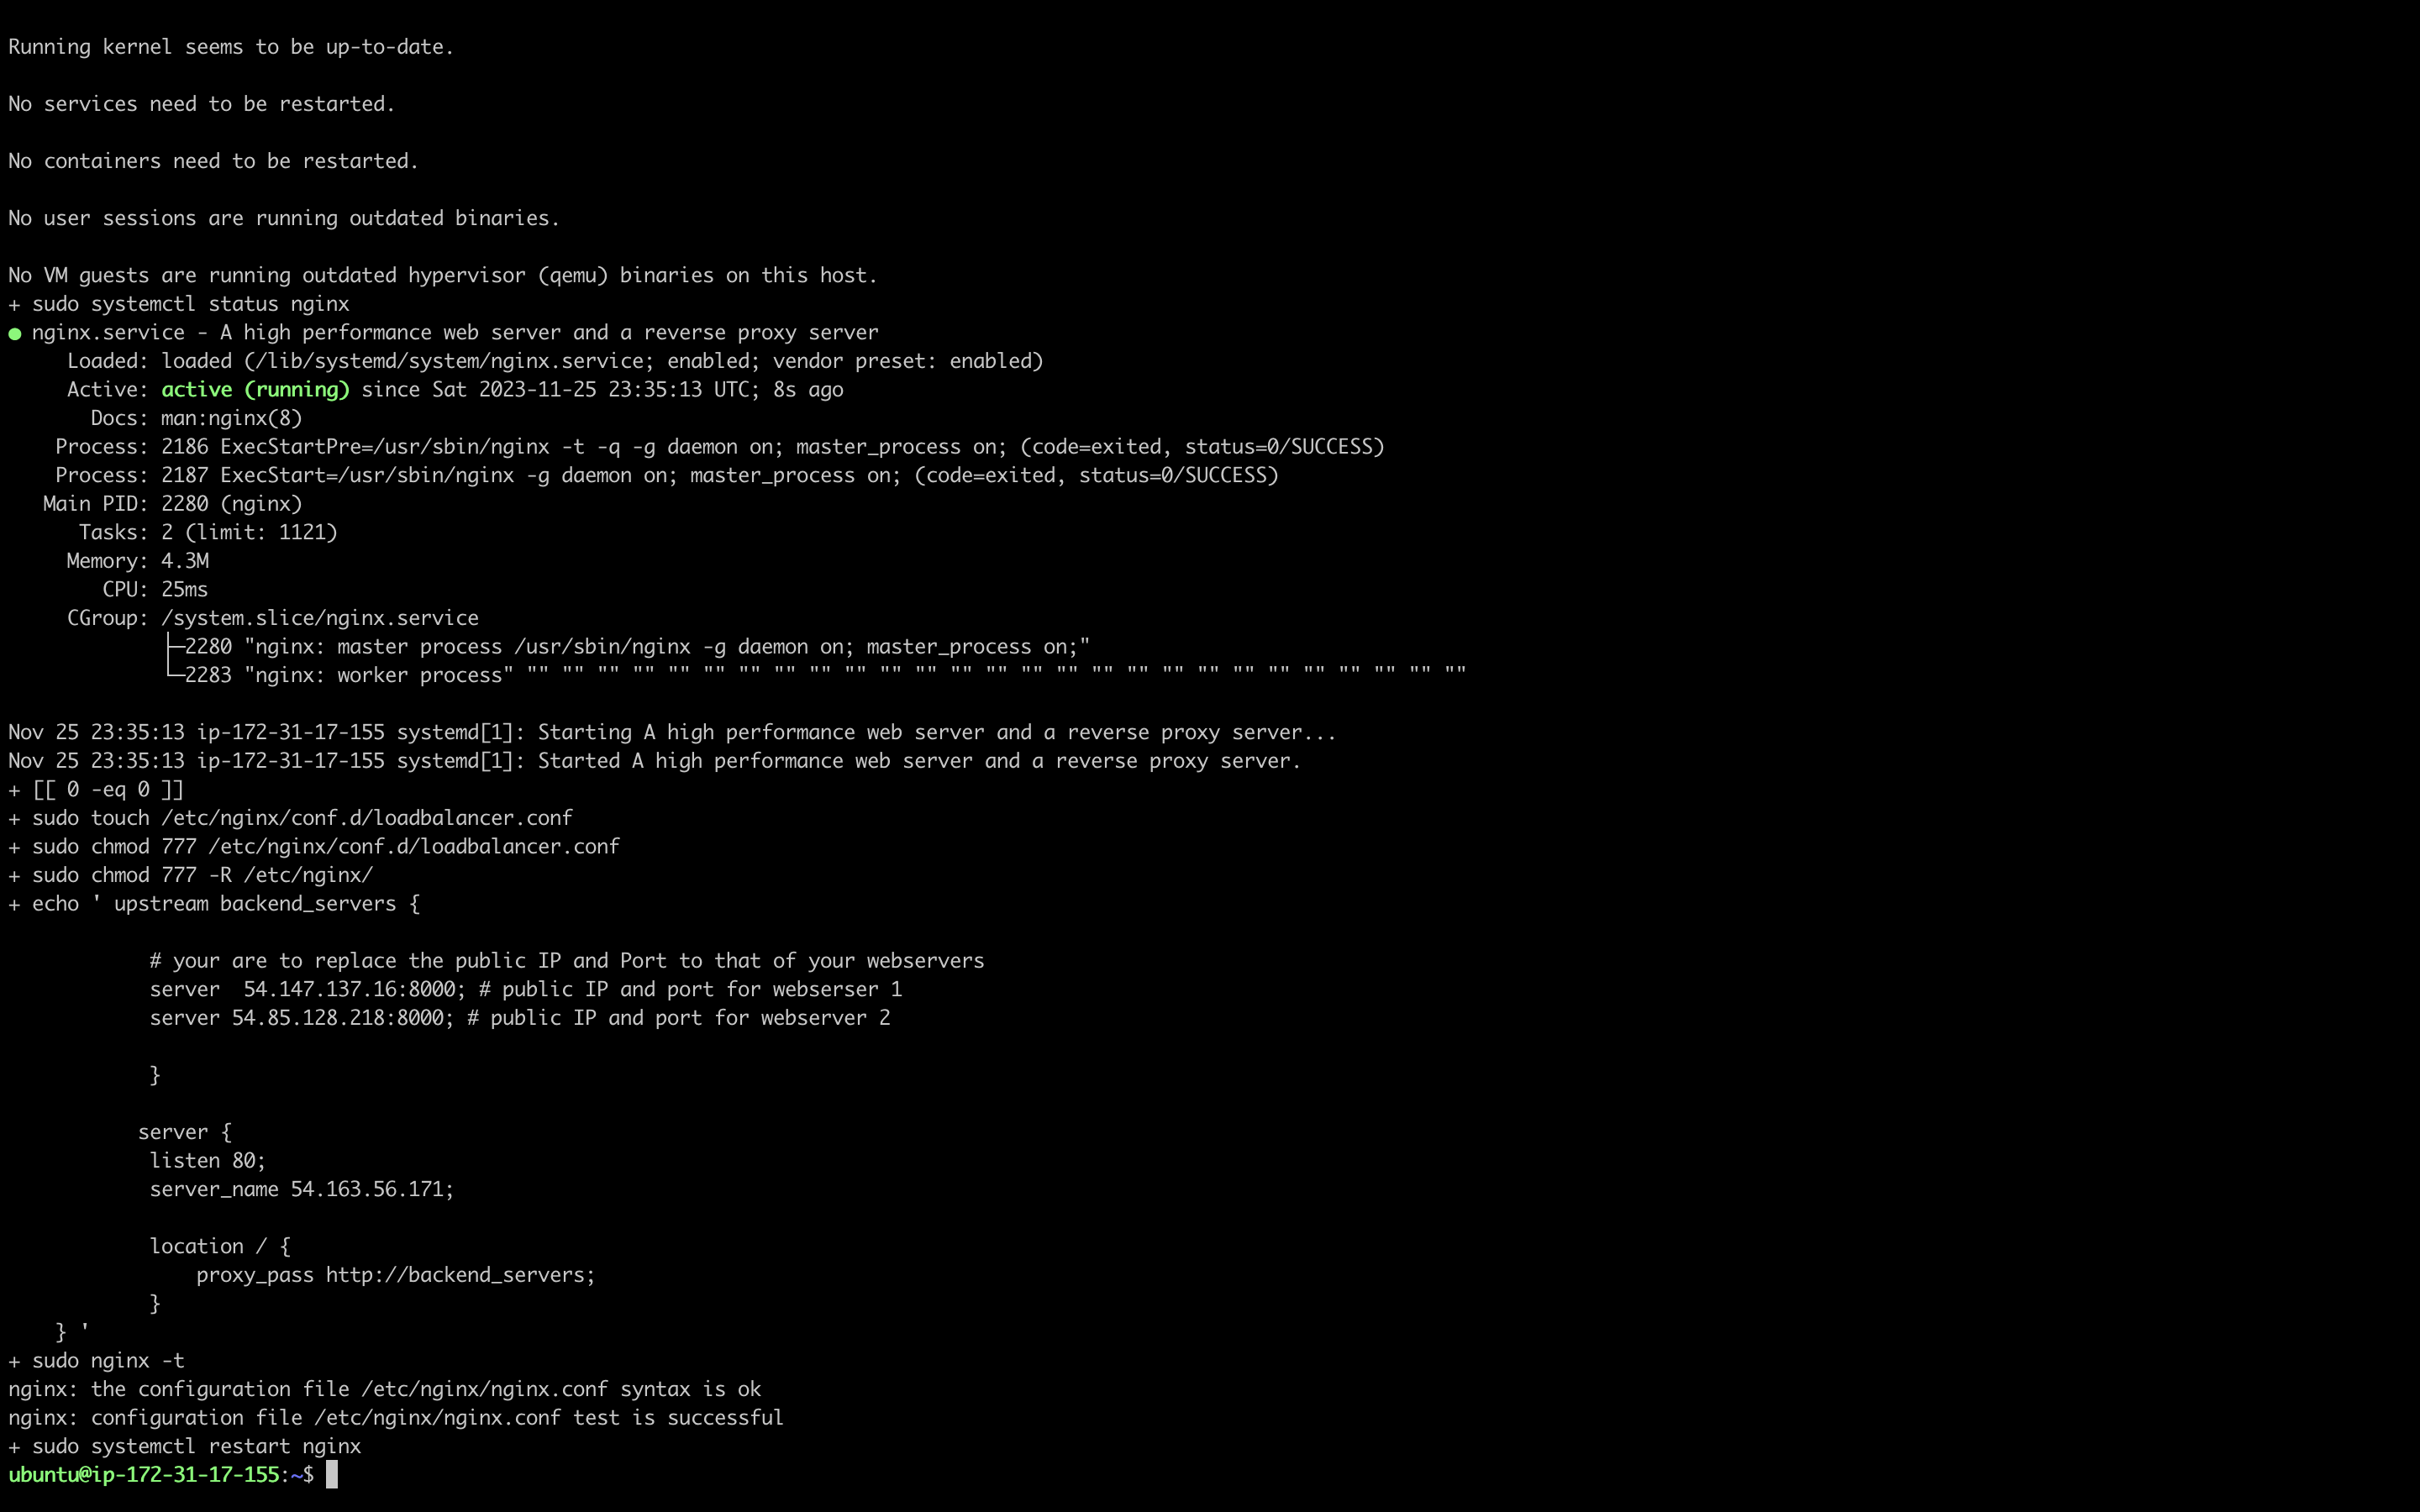 Running kernel seems to be up-to-date.
No services need to be restarted.
No containers need to be restarted.
No user sessions are running outdated binaries.
No VM guests are running outdated hypervisor (qemu) binaries on this host.
+ sudo systemctl status nginx
● nginx.service - A high performance web server and a reverse proxy server
     Loaded: loaded (/lib/systemd/system/nginx.service; enabled; vendor preset: enabled)
     Active: active (running) since Sat 2023-11-25 23:35:13 UTC; 8s ago
       Docs: man:nginx(8)
    Process: 2186 ExecStartPre=/usr/sbin/nginx -t -q -g daemon on; master_process on; (code=exited, status=0/SUCCESS)
    Process: 2187 ExecStart=/usr/sbin/nginx -g daemon on; master_process on; (code=exited, status=0/SUCCESS)
   Main PID: 2280 (nginx)
      Tasks: 2 (limit: 1121)
     Memory: 4.3M
        CPU: 25ms
     CGroup: /system.slice/nginx.service
             ├─2280 "nginx: master process /usr/sbin/nginx -g daemon on; master_process on;"
             └─2283 "nginx: worker process" "" "" "" "" "" "" "" "" "" "" "" "" "" "" "" "" "" "" "" "" "" "" "" "" "" "" ""
Nov 25 23:35:13 ip-172-31-17-155 systemd[1]: Starting A high performance web server and a reverse proxy server...
Nov 25 23:35:13 ip-172-31-17-155 systemd[1]: Started A high performance web server and a reverse proxy server.
+ [[ 0 -eq 0 ]]
+ sudo touch /etc/nginx/conf.d/loadbalancer.conf
+ sudo chmod 777 /etc/nginx/conf.d/loadbalancer.conf
+ sudo chmod 777 -R /etc/nginx/
+ echo ' upstream backend_servers {
            # your are to replace the public IP and Port to that of your webservers
            server  54.147.137.16:8000; # public IP and port for webserser 1
            server 54.85.128.218:8000; # public IP and port for webserver 2
            }
           server {
            listen 80;
            server_name 54.163.56.171;
            location / {
                proxy_pass http://backend_servers;
            }
    } '
+ sudo nginx -t
nginx: the configuration file /etc/nginx/nginx.conf syntax is ok
nginx: configuration file /etc/nginx/nginx.conf test is successful
+ sudo systemctl restart nginx
ubuntu@ip-172-31-17-155:~$